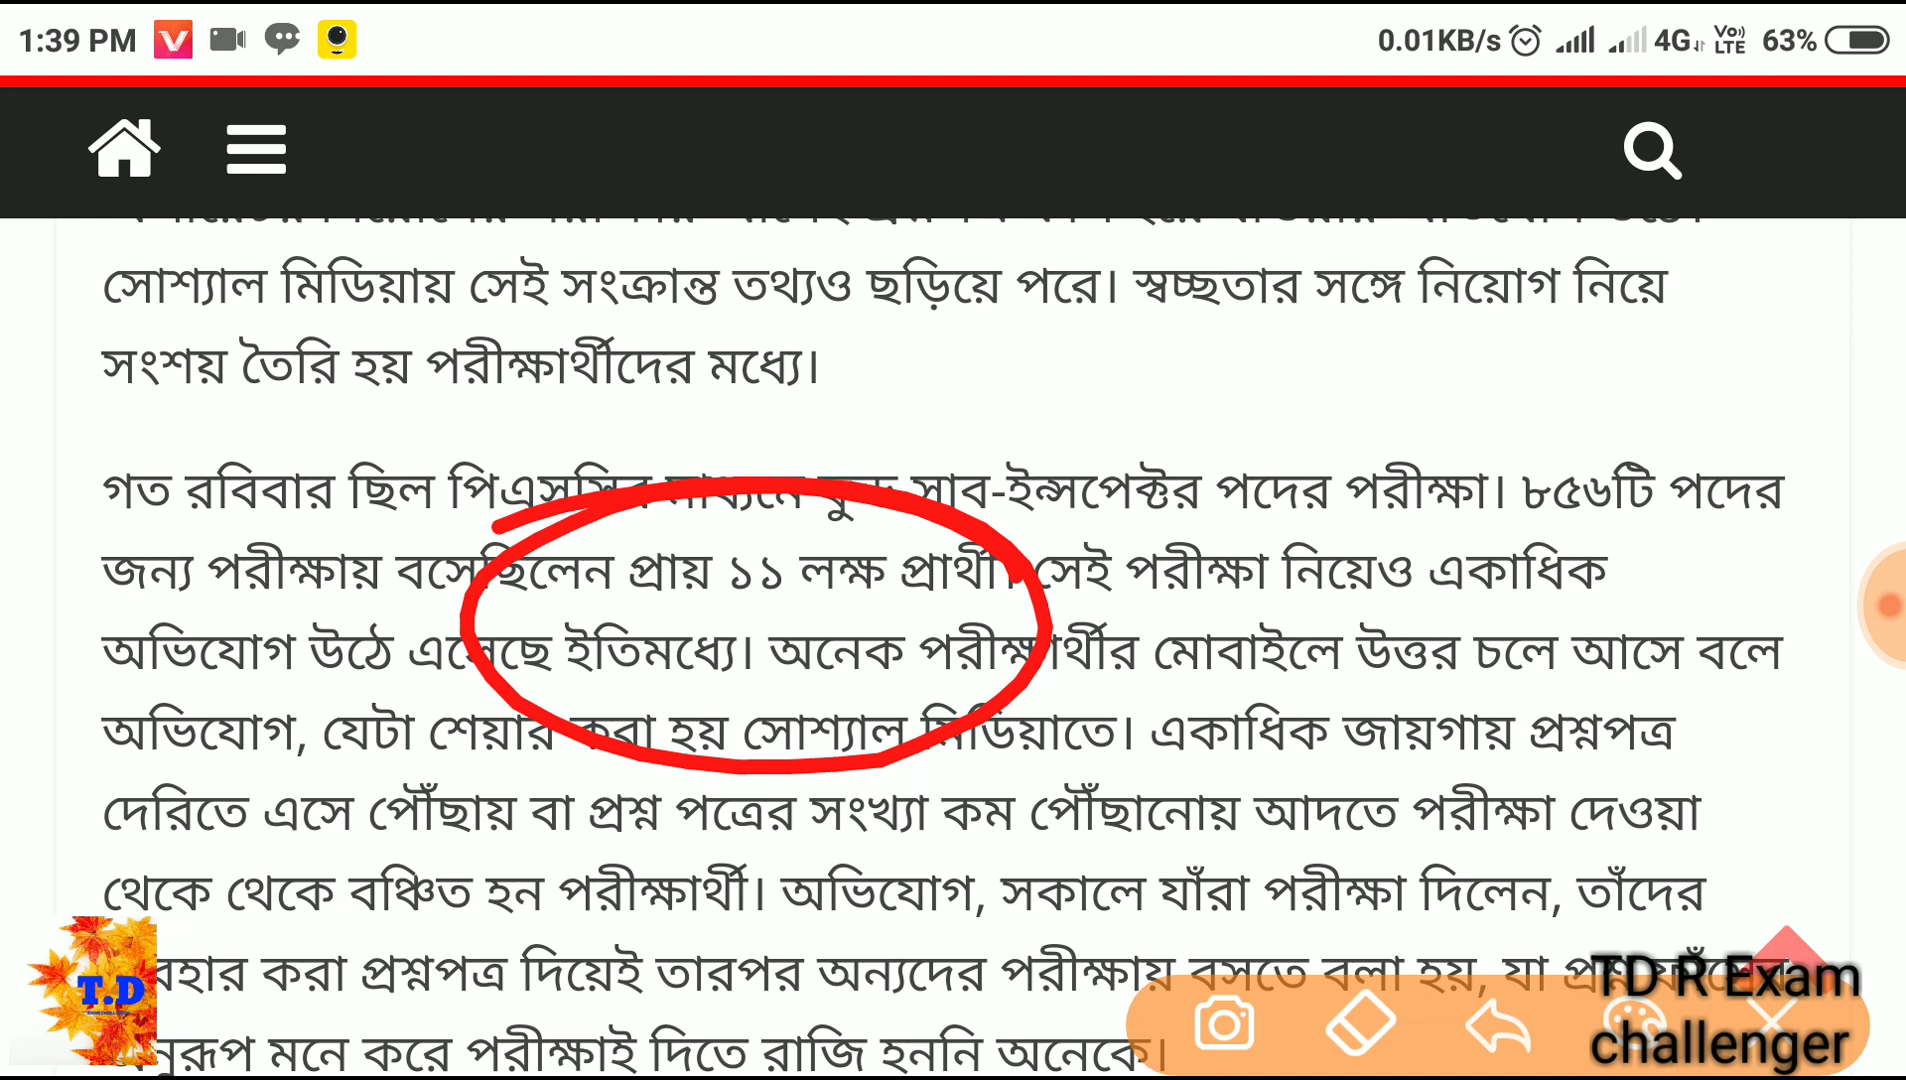 1:39 PM
0.01KB/s 4G Vo) LTE 63%
সোশ্যাল মিডিয়ায় সেই সংক্রান্ত তথ্যও ছড়িয়ে পরে। স্বচ্ছতার সঙ্গে নিয়োগ নিয়ে
সংশয় তৈরি হয় পরীক্ষার্থীদের মধ্যে।
গত রবিবার ছিল পিএসসির মাধ্যমে ফুড সাব-ইন্সপেক্টর পদের পরীক্ষা। ৮৫৬টি পদের
জন্য পরীক্ষায় বসেছিলেন প্রায় ১১ লক্ষ প্রার্থী। সেই পরীক্ষা নিয়েও একাধিক
অভিযোগ উঠে এসেছে ইতিমধ্যে। অনেক পরীক্ষার্থীর মোবাইলে উত্তর চলে আসে বলে
অভিযোগ, যেটা শেয়ার করা হয় সোশ্যাল মিডিয়াতে। একাধিক জায়গায় প্রশ্নপত্র
দেরিতে এসে পৌঁছায় বা প্রশ্ন পত্রের সংখ্যা কম পৌঁছানোয় আদতে পরীক্ষা দেওয়া
থেকে থেকে বঞ্চিত হন পরীক্ষার্থী। অভিযোগ, সকালে যাঁরা পরীক্ষা দিলেন, তাঁদের
করা প্রশ্নপত্র দিয়েই তারপর অন্যদের পরীক্ষায় বসতে বলা হয়, যা প্রশ্ন
মনে করে পরীক্ষাই দিতে রাজি হননি অনেকে।
T.D
TD R Exam
challenger